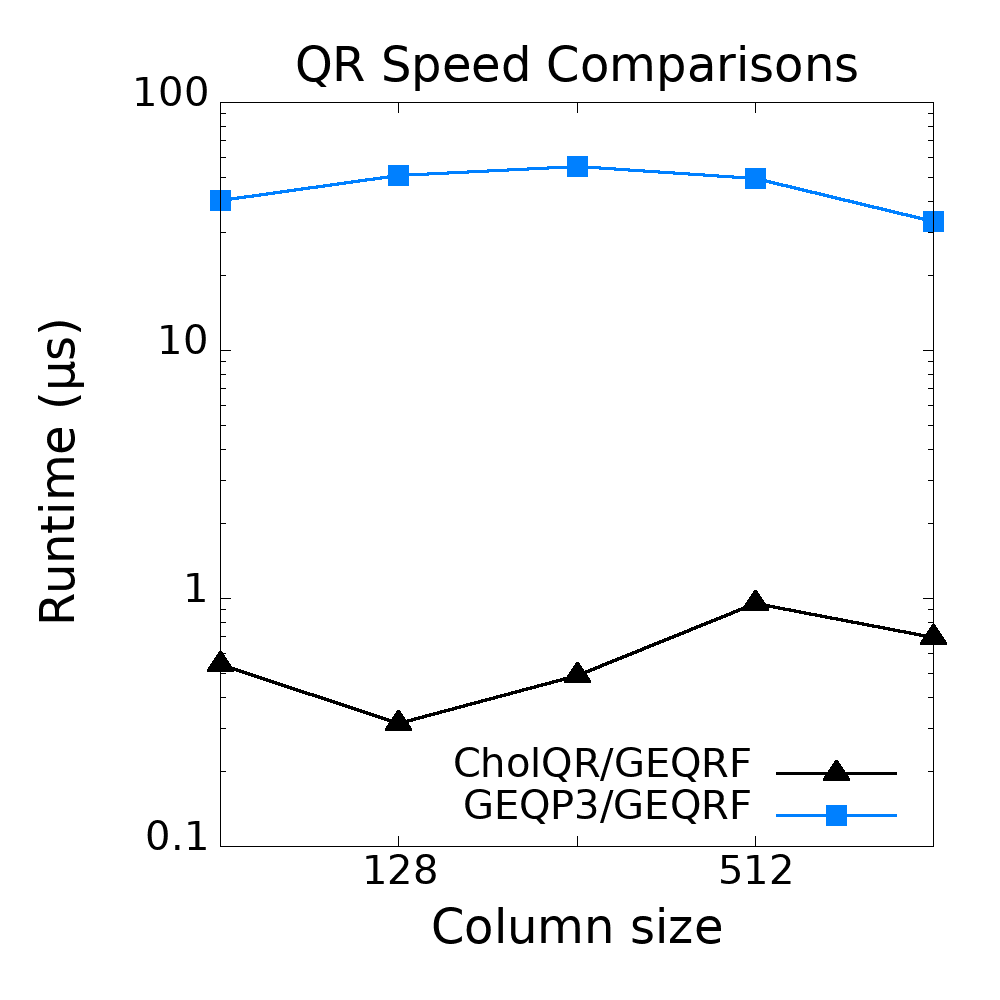 QR Speed Comparisons
100
10
1
0.1
Runtime (µs)
CholQR/GEQRF
GEQP3/GEQRF
128 512
Column size